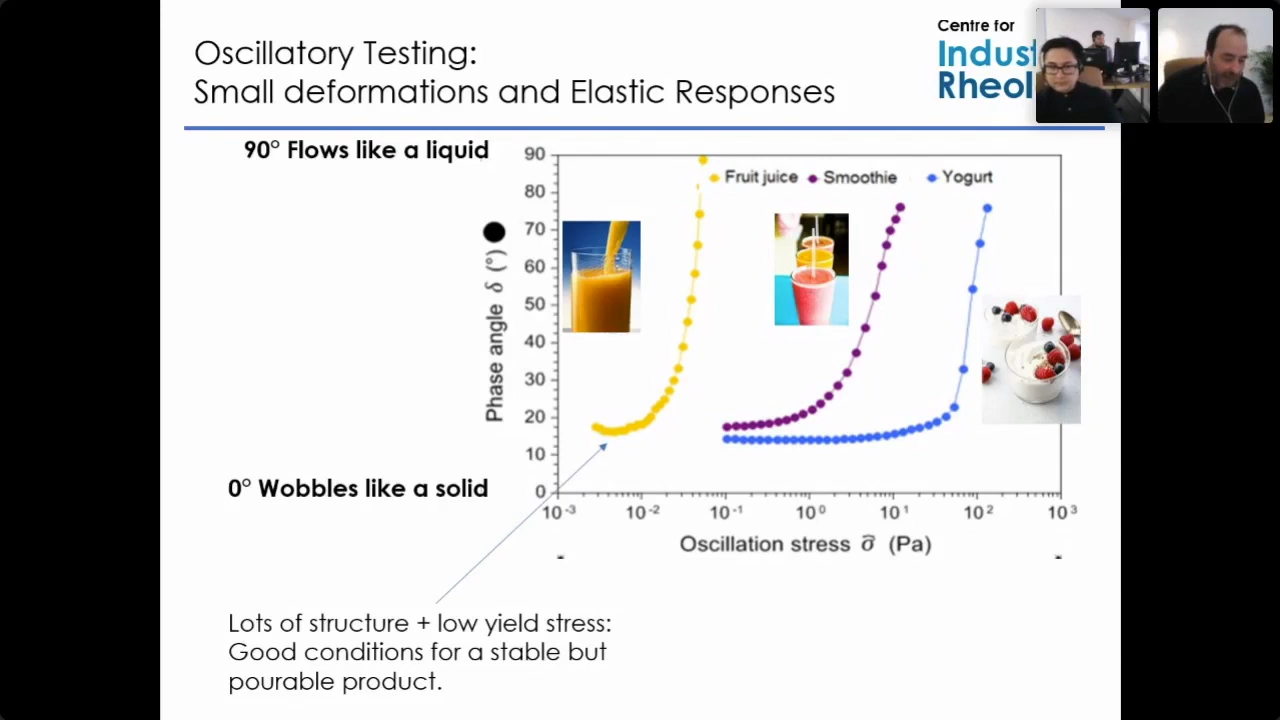 Oscillatory Testing:
Small deformations and Elastic Responses
Centre for
Indust
Rheol
90° Flows like a liquid
0° Wobbles like a solid
Phase angle δ (°)
90
80
70
60
50
40
30
20
10
0
Fruit juice Smoothie Yogurt
10-3 10-2 10-1 100 101 102 103
Oscillation stress σ̂ (Pa)
Lots of structure + low yield stress:
Good conditions for a stable but
pourable product.